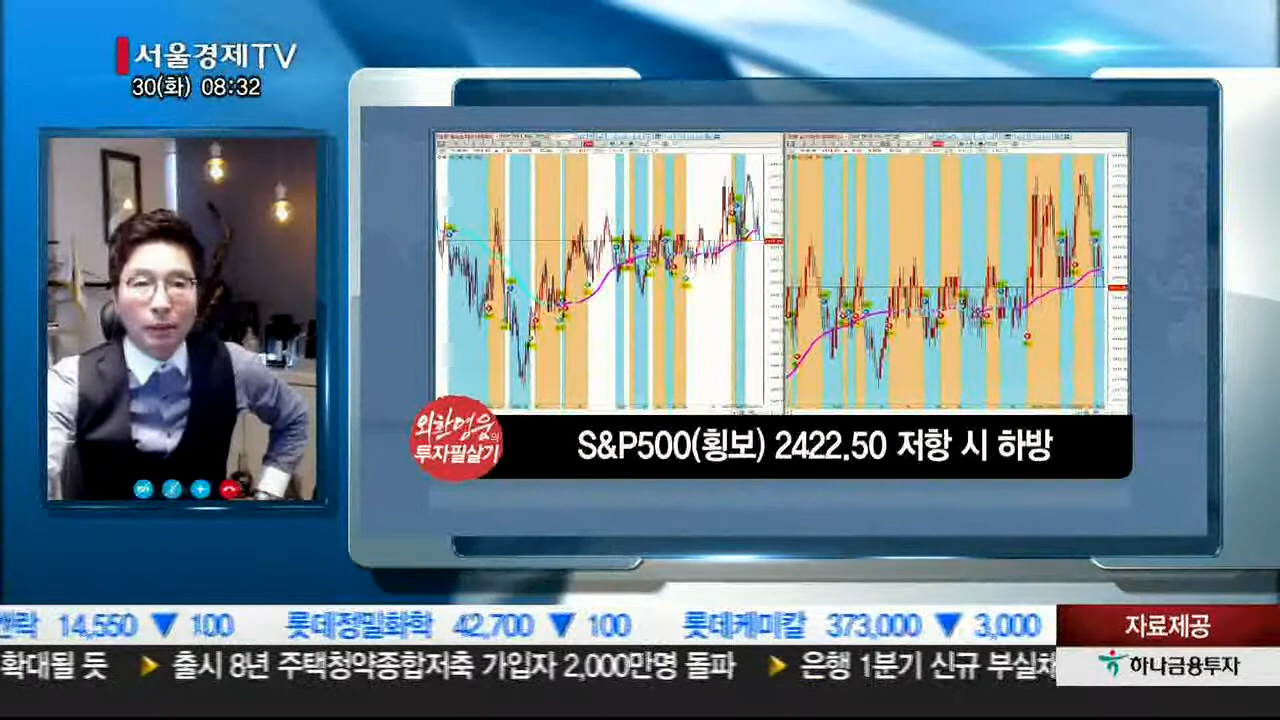 서울경제TV
30(화) 08:32
외환영웅의
투자필살기
S&P500(횡보) 2422.50 저항 시 하방
14,550 ▼ 100 롯데정밀화학 42,700 ▼ 100 롯데케미칼 373,000 ▼ 3,000
자료제공
확대될 듯 출시 8년 주택청약종합저축 가입자 2,000만명 돌파 은행 1분기 신규 부실채
하나금융투자